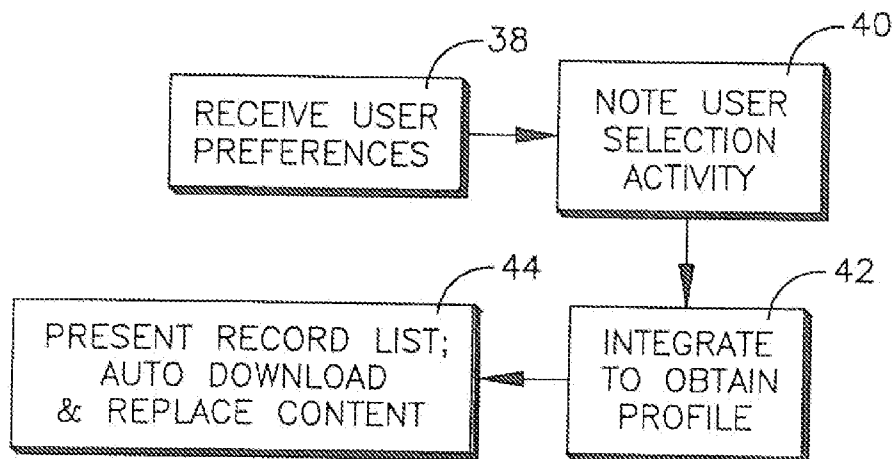 38
RECEIVE USER
PREFERENCES
40
NOTE USER
SELECTION
ACTIVITY
44
PRESENT RECORD LIST;
AUTO DOWNLOAD
& REPLACE CONTENT
42
INTEGRATE
TO OBTAIN
PROFILE